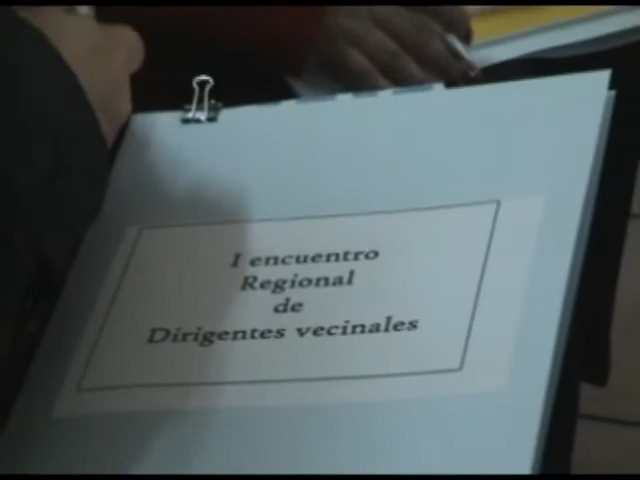 I encuentro
Regional
de
Dirigentes vecinales